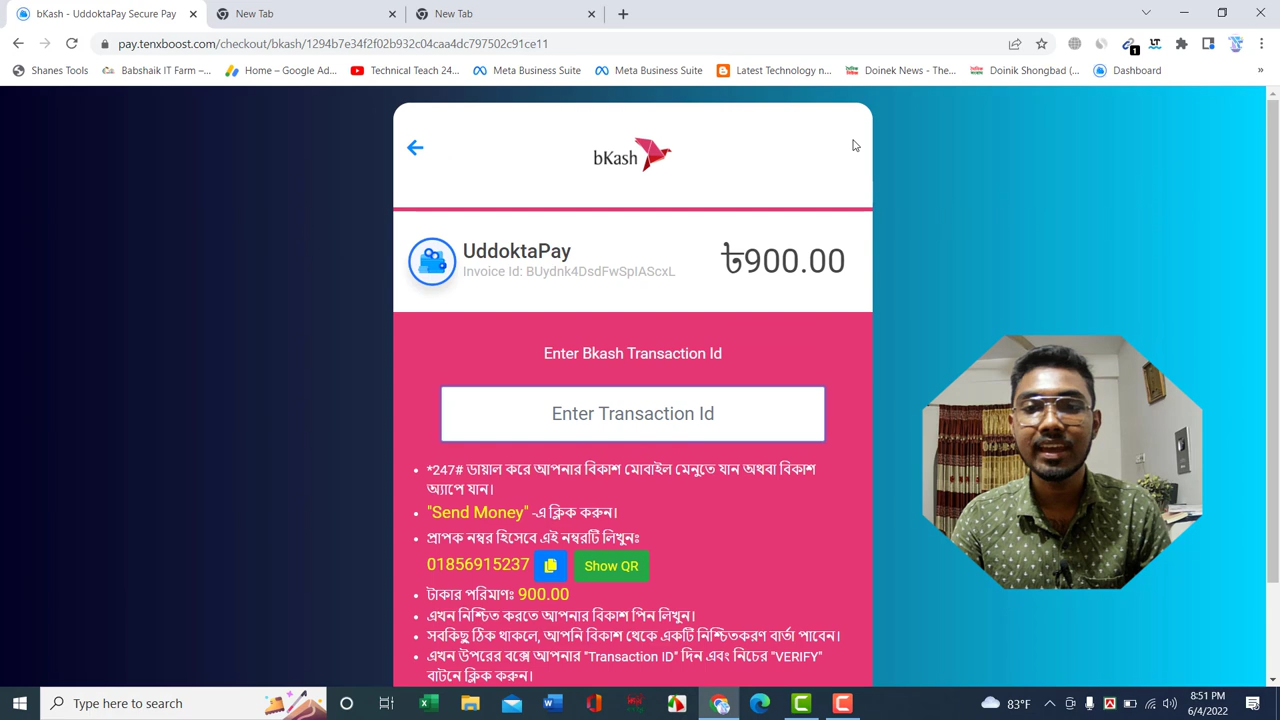 bKash - UddoktaPay Secure Pay
New Tab
New Tab
pay.tenxboost.com/checkout/bkash/1294b7e34f2f02b932c04caa4dc797502c91ce11
1
Shanes Tools
Babshaik IT Farm –...
Home – Google Ad...
Technical Teach 24...
Meta Business Suite
Meta Business Suite
Latest Technology n...
Doinek News - The...
Doinik Shongbad (...
Dashboard
»
bKash
UddoktaPay
৳900.00
Invoice Id: BUydnk4DsdFwSpIAScxL
Enter Bkash Transaction Id
Enter Transaction Id
*247# ডায়াল করে আপনার বিকাশ মোবাইল মেনুতে যান অথবা বিকাশ
অ্যাপে যান।
"Send Money" -এ ক্লিক করুন।
প্রাপক নম্বর হিসেবে এই নম্বরটি লিখুনঃ
01856915237 Show QR
টাকার পরিমাণঃ 900.00
এখন নিশ্চিত করতে আপনার বিকাশ পিন লিখুন।
সবকিছু ঠিক থাকলে, আপনি বিকাশ থেকে একটি নিশ্চিতকরণ বার্তা পাবেন।
এখন উপরের বক্সে আপনার "Transaction ID" দিন এবং নিচের "VERIFY"
বাটনে ক্লিক করুন।
Type here to search
83°F
8:51 PM
6/4/2022